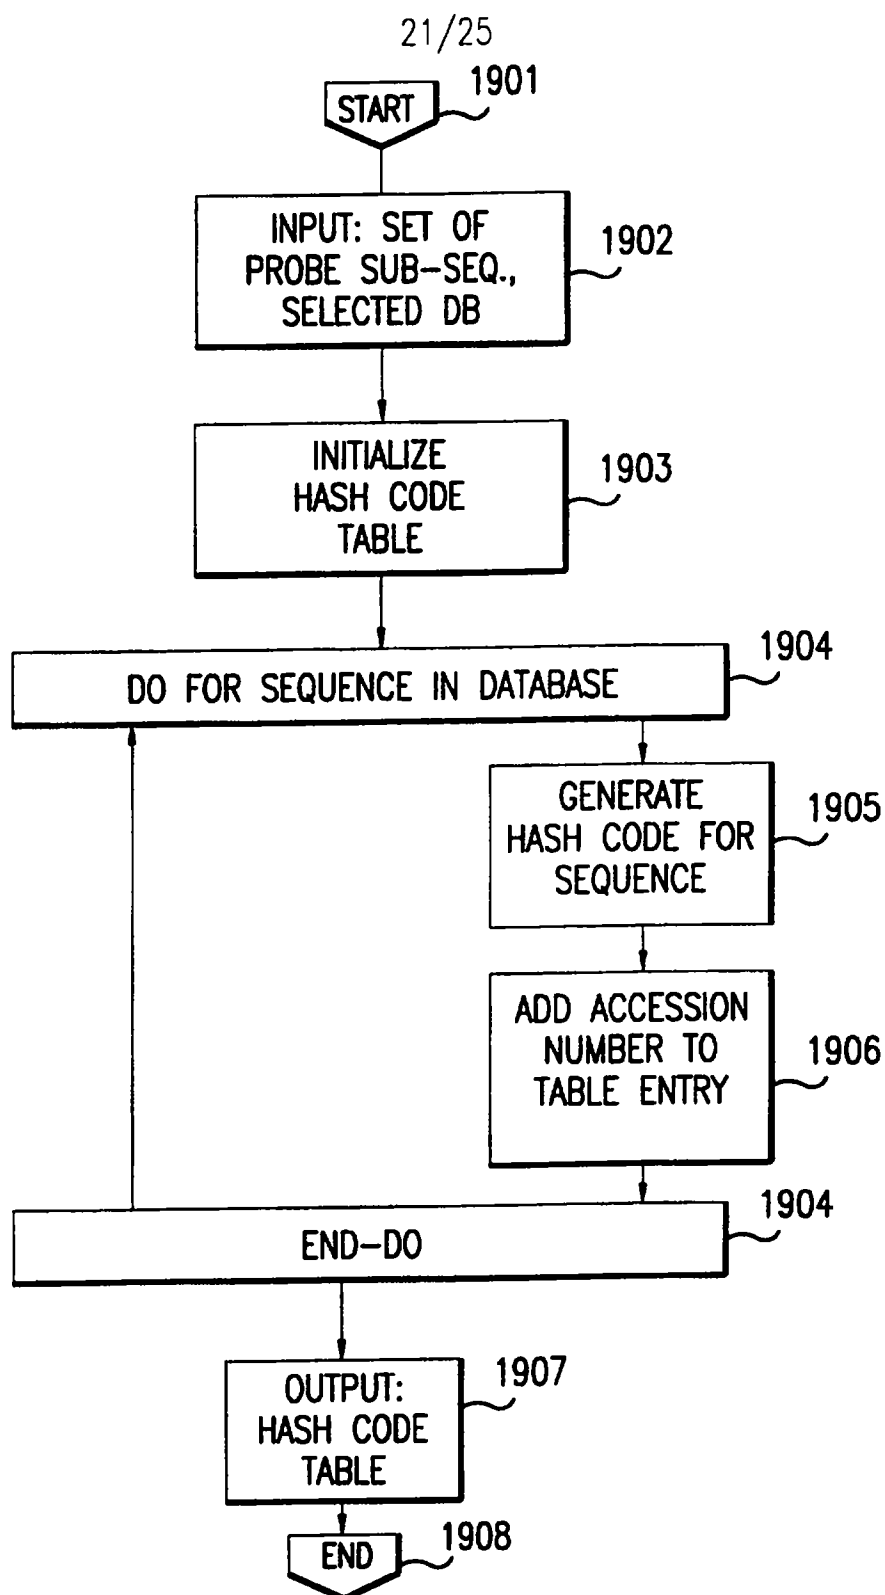 21/25
START
1901
INPUT: SET OF
PROBE SUB-SEQ.,
SELECTED DB
1902
INITIALIZE
HASH CODE
TABLE
1903
DO FOR SEQUENCE IN DATABASE
1904
GENERATE
HASH CODE FOR
SEQUENCE
1905
ADD ACCESSION
NUMBER TO
TABLE ENTRY
1906
END-DO
1904
OUTPUT:
HASH CODE
TABLE
1907
END
1908